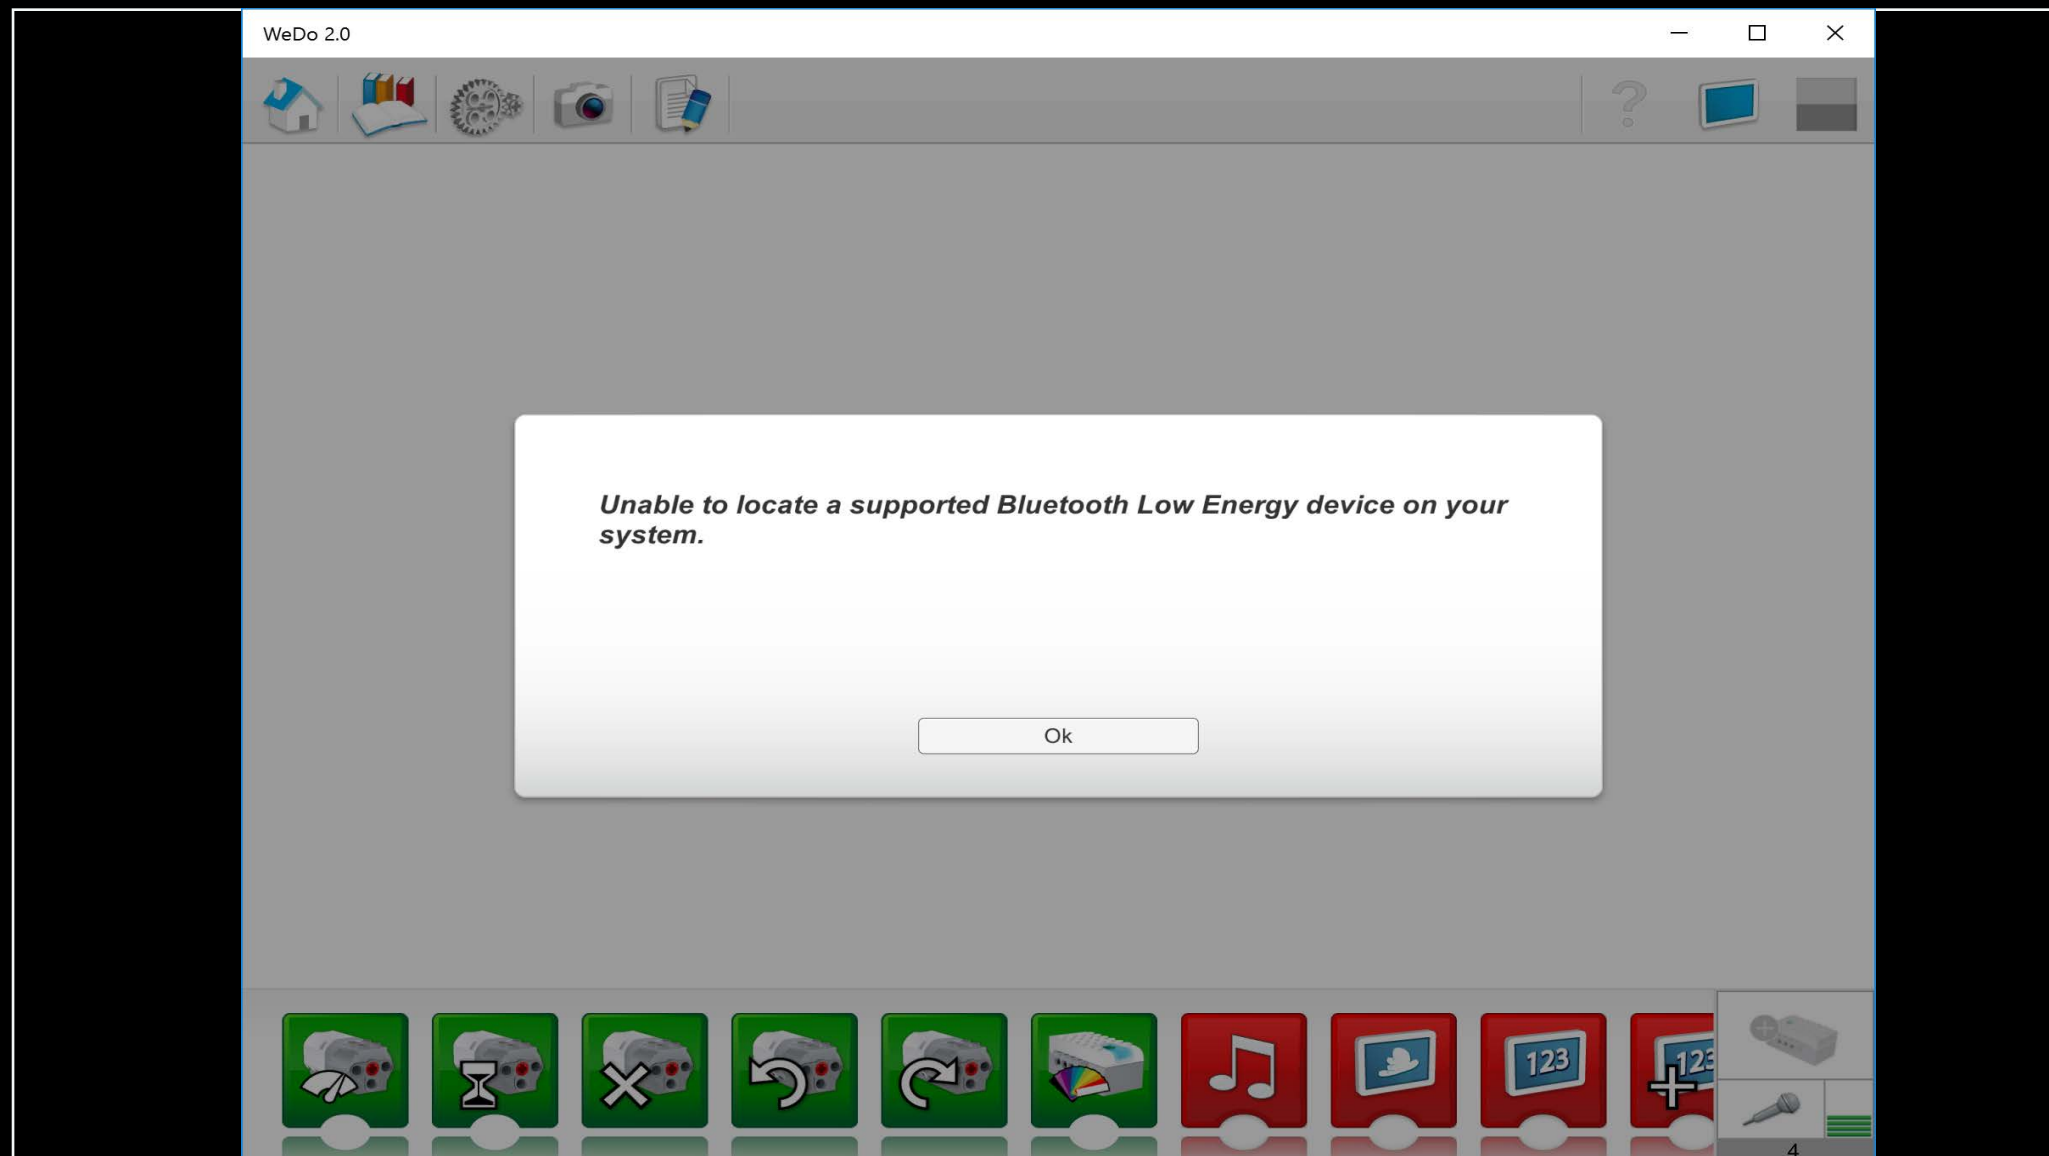 WeDo 2.0
?
Unable to locate a supported Bluetooth Low Energy device on your
system.
Ok
123
123
4